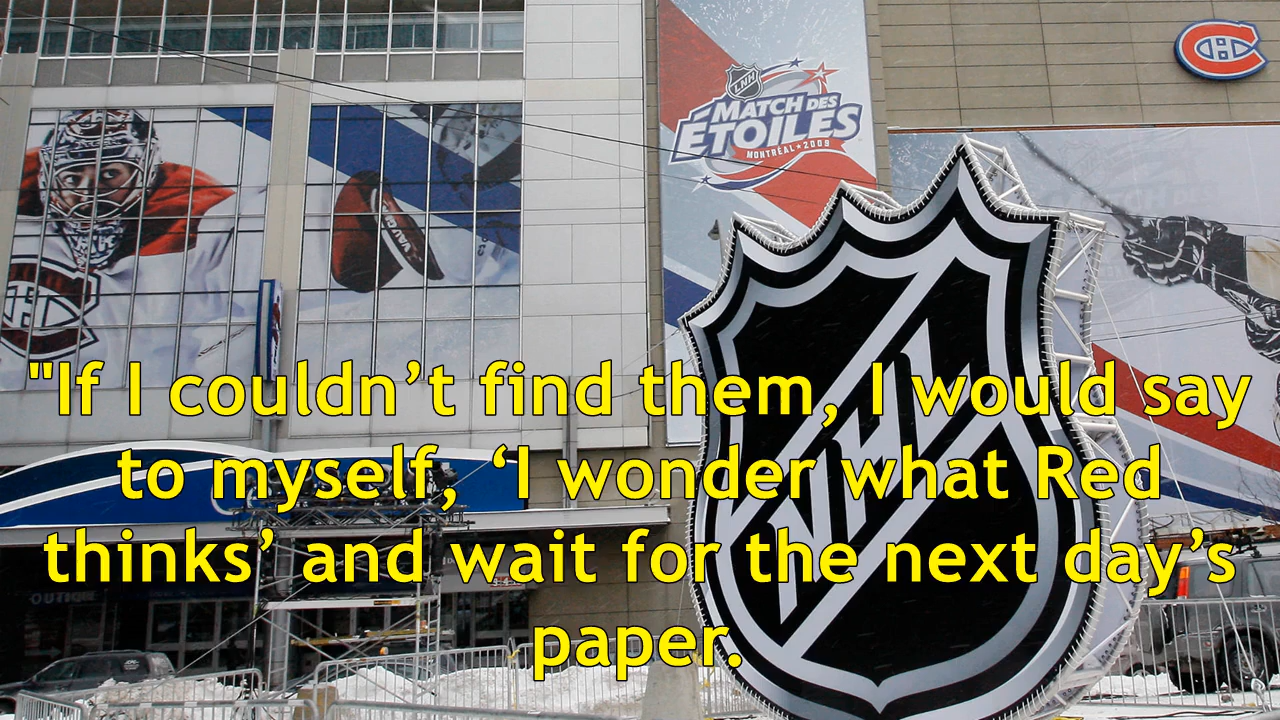 LNH
MATCH DES
ÉTOILES
MONTRÉAL★2009
VAUGHN
NHL
"If I couldn’t find them, I would say
to myself, ‘I wonder what Red
thinks’ and wait for the next day’s
paper.